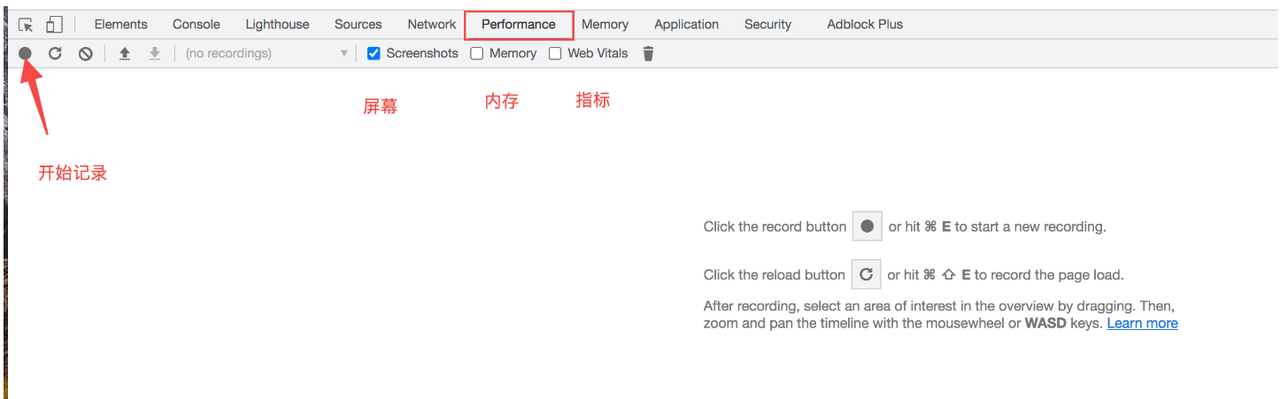 Elements Console Lighthouse Sources Network Performance Memory Application Security Adblock Plus
(no recordings) Screenshots Memory Web Vitals
屏幕 内存 指标
开始记录
Click the record button or hit ⌘ E to start a new recording.
Click the reload button or hit ⌘ ⇧ E to record the page load.
After recording, select an area of interest in the overview by dragging. Then,
zoom and pan the timeline with the mousewheel or WASD keys. Learn more